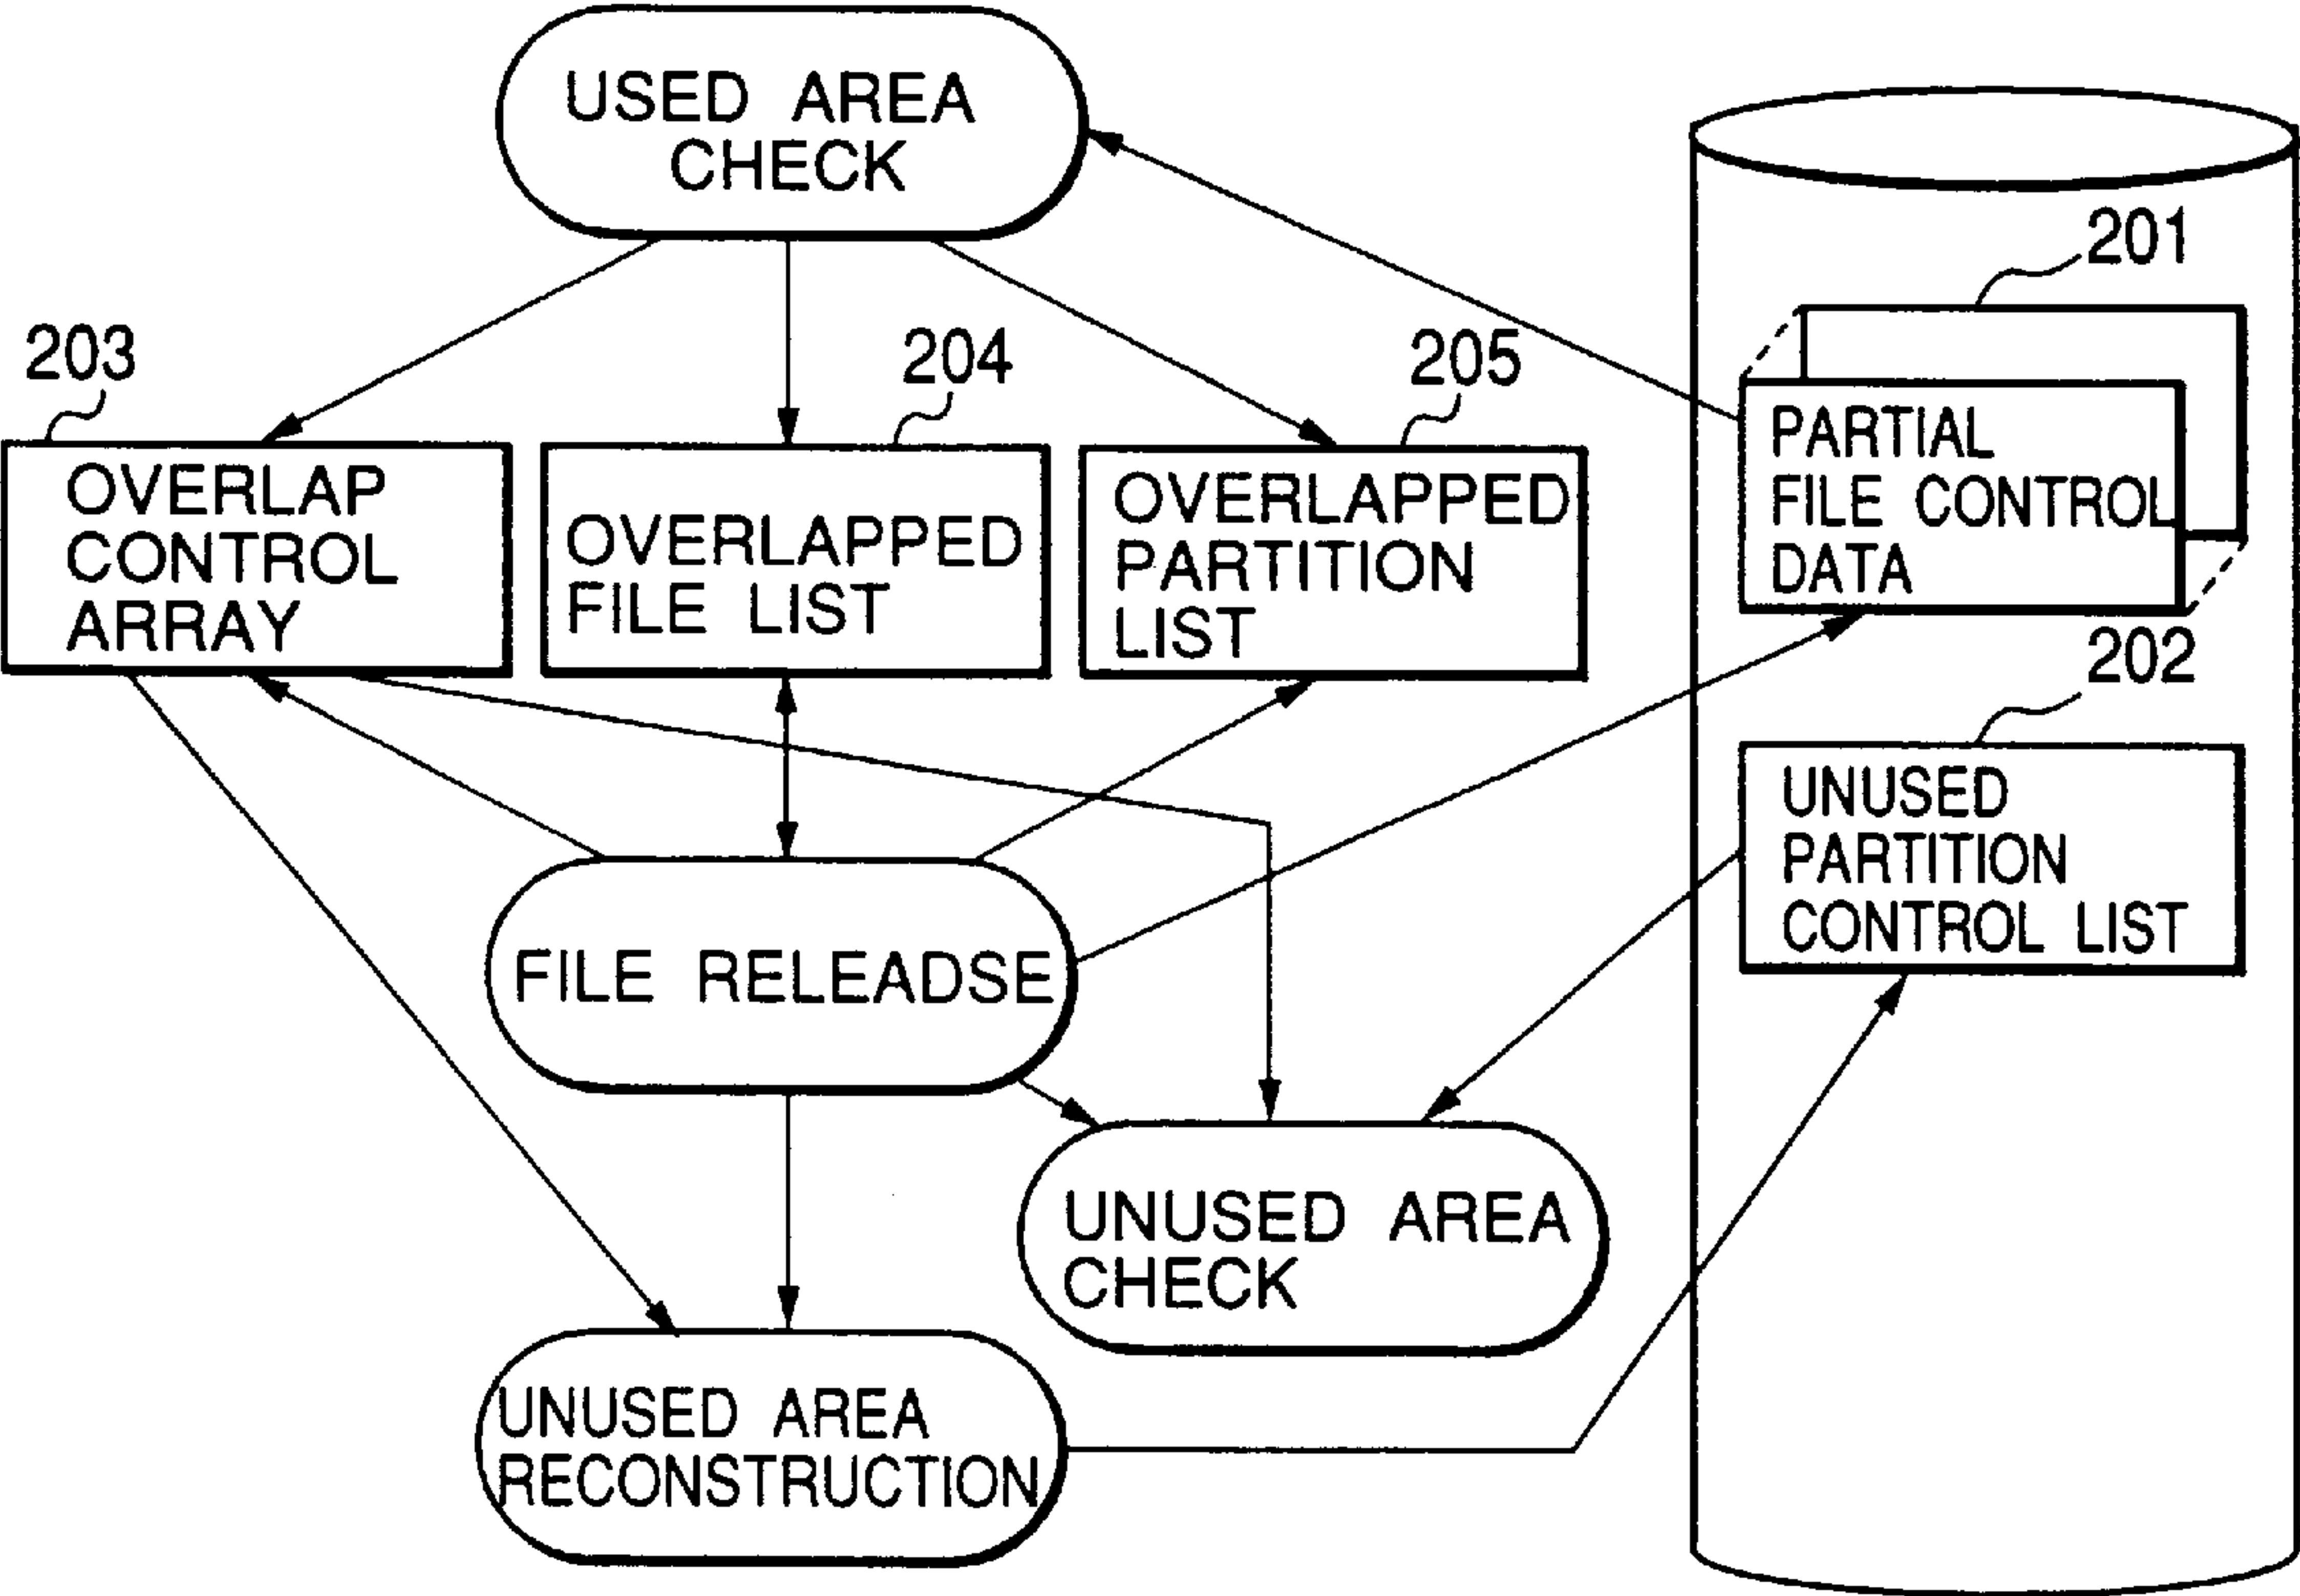 USED AREA
CHECK
201
203
204
205
OVERLAP
CONTROL
ARRAY
OVERLAPPED
FILE LIST
OVERLAPPED
PARTITION
LIST
PARTIAL
FILE CONTROL
DATA
202
UNUSED
PARTITION
CONTROL LIST
FILE RELEADSE
UNUSED AREA
CHECK
UNUSED AREA
RECONSTRUCTION